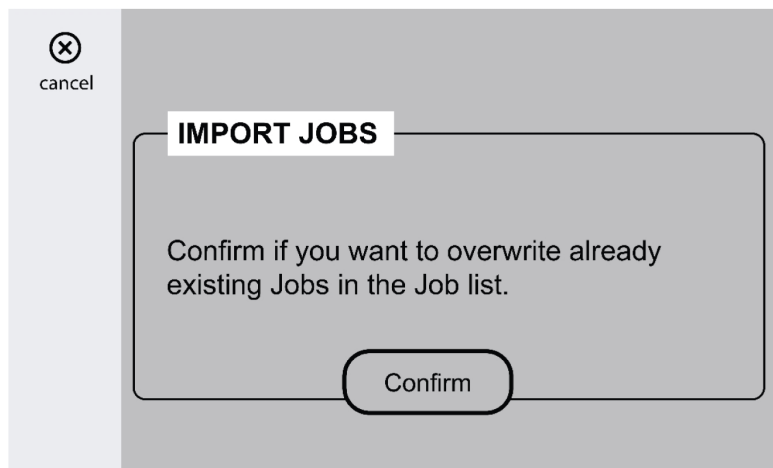 cancel
IMPORT JOBS
Confirm if you want to overwrite already
existing Jobs in the Job list.
Confirm